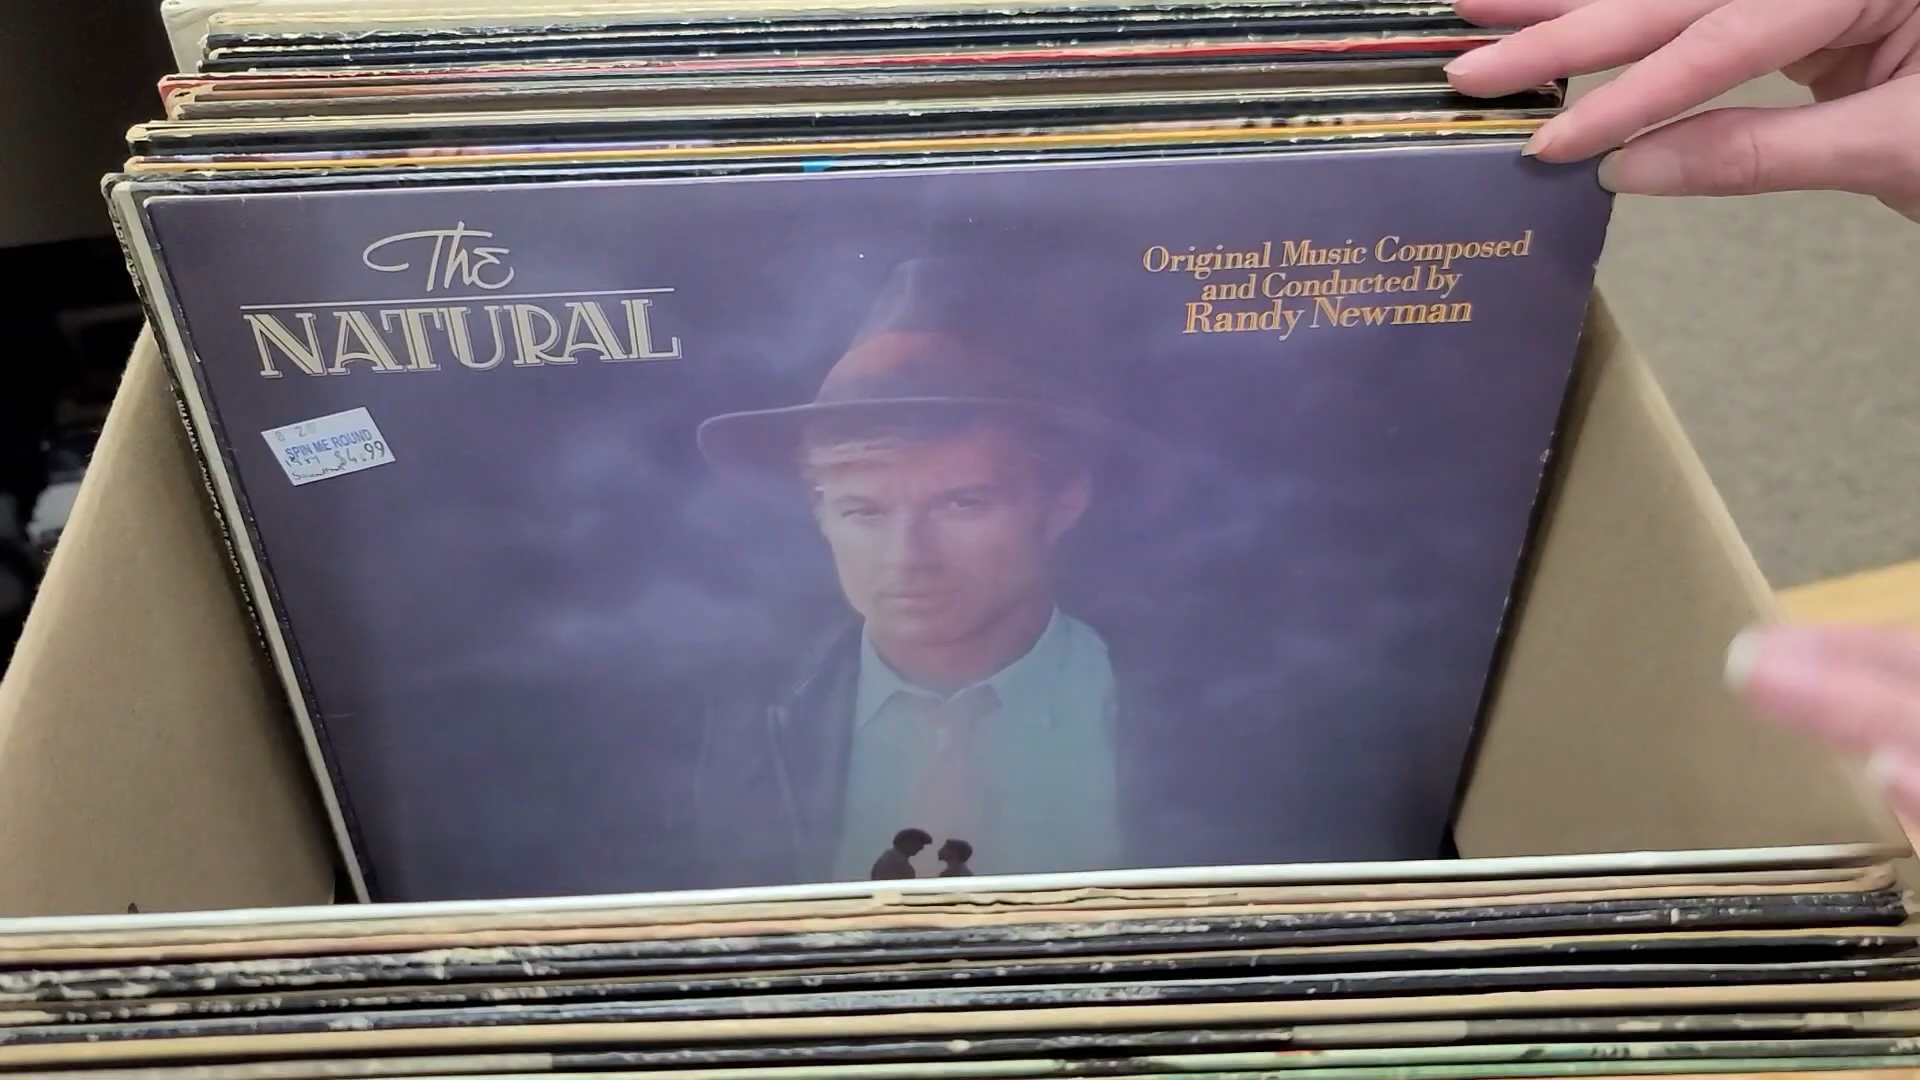 The
NATURAL
Original Music Composed
and Conducted by
Randy Newman
SPIN ME ROUND
$4.99